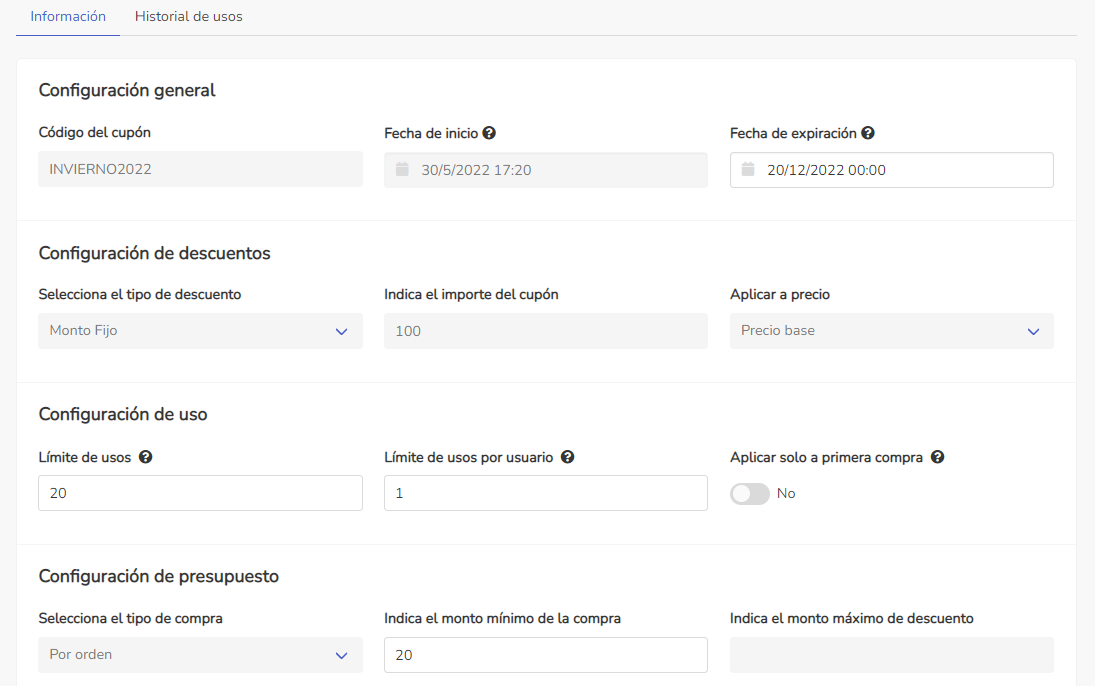 Información Historial de usos
Configuración general
Código del cupón Fecha de inicio Fecha de expiración
INVIERNO2022 30/5/2022 17:20 20/12/2022 00:00
Configuración de descuentos
Selecciona el tipo de descuento Indica el importe del cupón Aplicar a precio
Monto Fijo 100 Precio base
Configuración de uso
Límite de usos Límite de usos por usuario Aplicar solo a primera compra
20 1 No
Configuración de presupuesto
Selecciona el tipo de compra Indica el monto mínimo de la compra Indica el monto máximo de descuento
Por orden 20